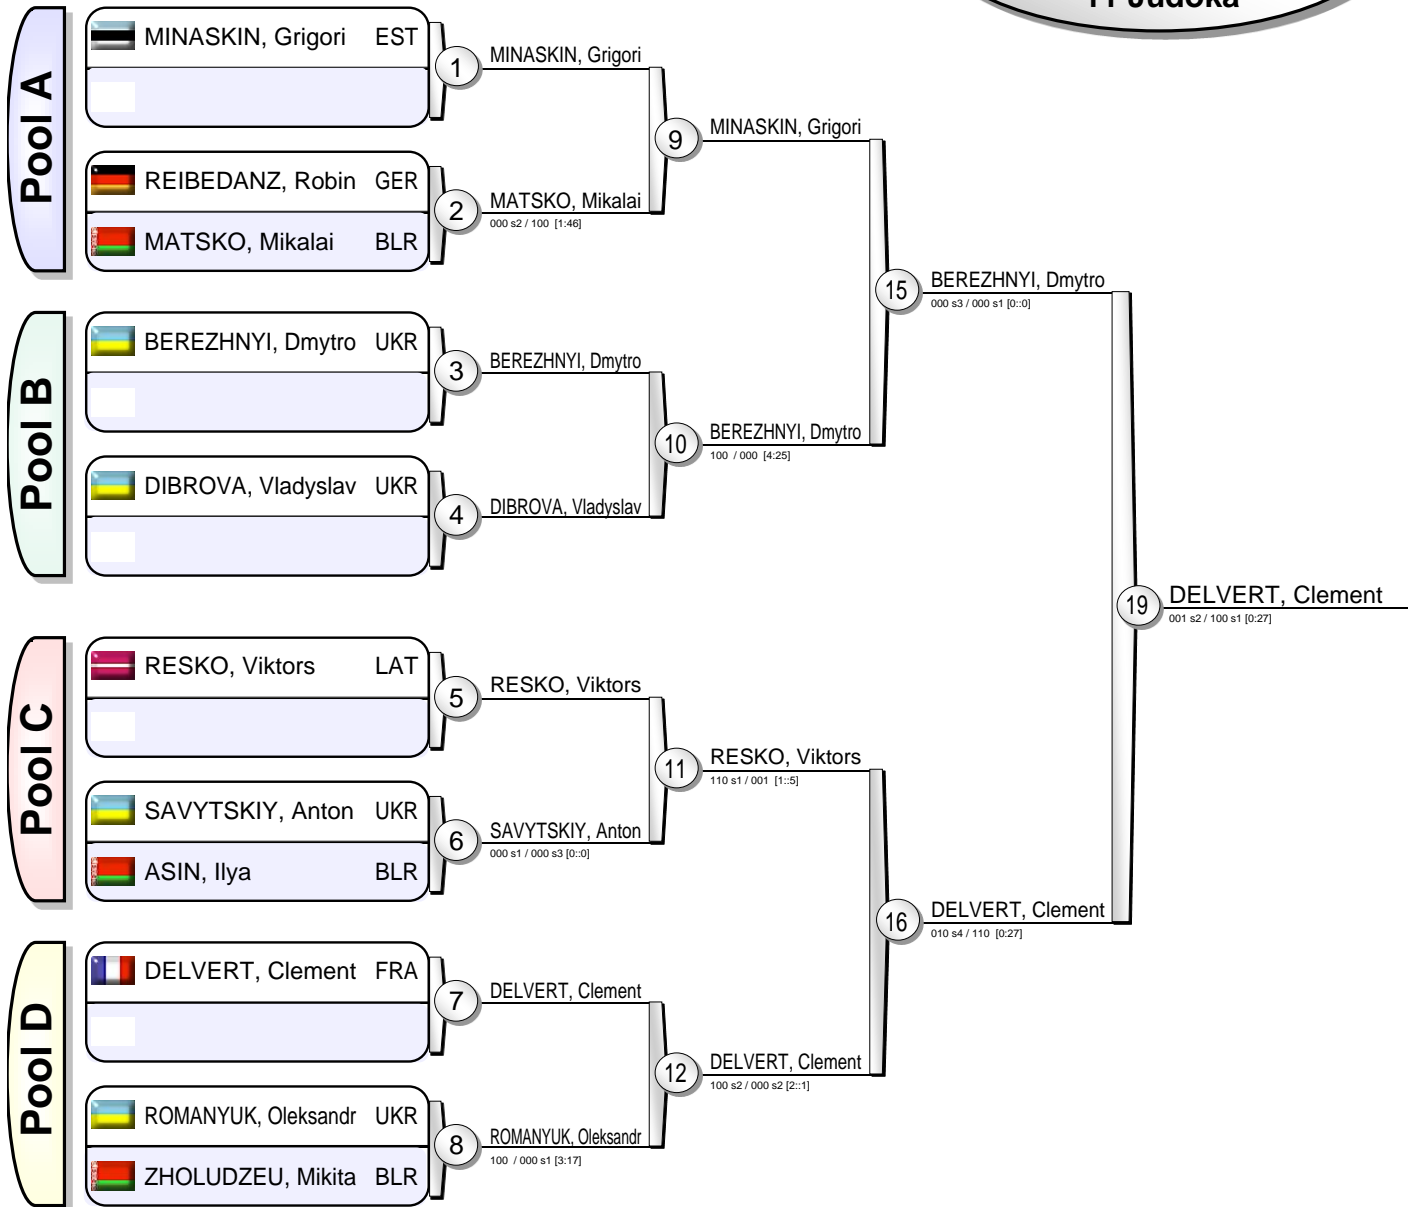 11 Judoka
Pool A
MINASKIN, Grigori EST
1
MINASKIN, Grigori
REIBEDANZ, Robin GER
MATSKO, Mikalai BLR
2
MATSKO, Mikalai
000 s2 / 100 [1:46]
9
MINASKIN, Grigori
Pool B
BEREZHNYI, Dmytro UKR
3
BEREZHNYI, Dmytro
DIBROVA, Vladyslav UKR
4
DIBROVA, Vladyslav
10
BEREZHNYI, Dmytro
100 / 000 [4:25]
15
BEREZHNYI, Dmytro
000 s3 / 000 s1 [0::0]
Pool C
RESKO, Viktors LAT
5
RESKO, Viktors
SAVYTSKIY, Anton UKR
ASIN, Ilya BLR
6
SAVYTSKIY, Anton
000 s1 / 000 s3 [0::0]
11
RESKO, Viktors
110 s1 / 001 [1::5]
Pool D
DELVERT, Clement FRA
7
DELVERT, Clement
ROMANYUK, Oleksandr UKR
ZHOLUDZEU, Mikita BLR
8
ROMANYUK, Oleksandr
100 / 000 s1 [3:17]
12
DELVERT, Clement
100 s2 / 000 s2 [2::1]
16
DELVERT, Clement
010 s4 / 110 [0:27]
19
DELVERT, Clement
001 s2 / 100 s1 [0:27]